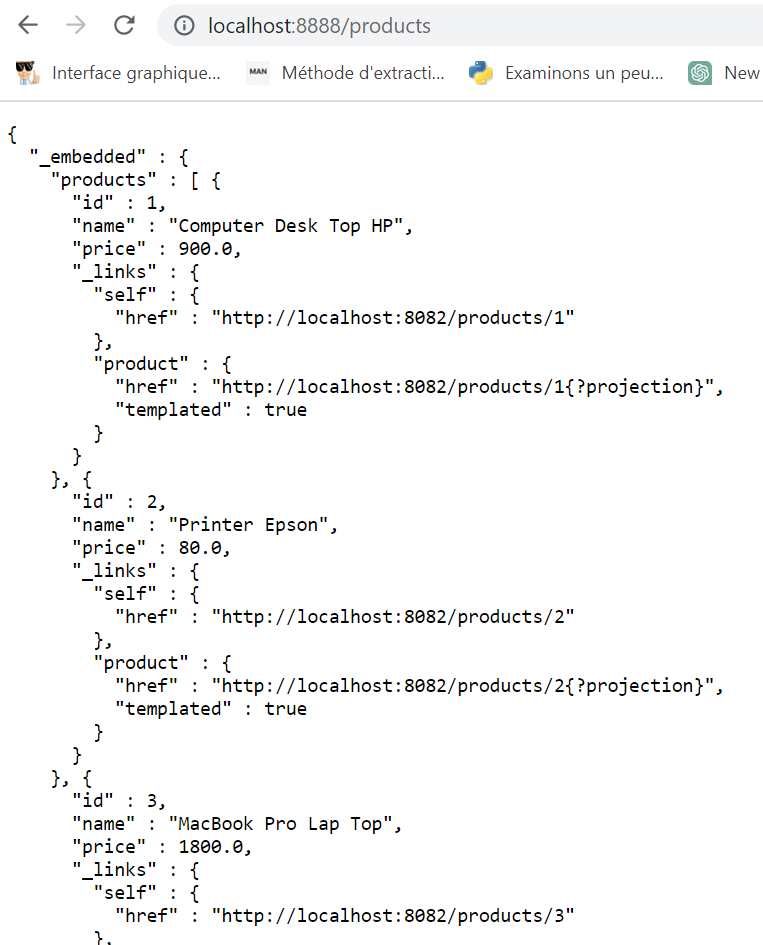 localhost:8888/products
Interface graphique... MAN Méthode d'extracti... Examinons un peu... New
{
  "_embedded" : {
    "products" : [ {
      "id" : 1,
      "name" : "Computer Desk Top HP",
      "price" : 900.0,
      "_links" : {
        "self" : {
          "href" : "http://localhost:8082/products/1"
        },
        "product" : {
          "href" : "http://localhost:8082/products/1{?projection}",
          "templated" : true
        }
      }
    }, {
      "id" : 2,
      "name" : "Printer Epson",
      "price" : 80.0,
      "_links" : {
        "self" : {
          "href" : "http://localhost:8082/products/2"
        },
        "product" : {
          "href" : "http://localhost:8082/products/2{?projection}",
          "templated" : true
        }
      }
    }, {
      "id" : 3,
      "name" : "MacBook Pro Lap Top",
      "price" : 1800.0,
      "_links" : {
        "self" : {
          "href" : "http://localhost:8082/products/3"
        },